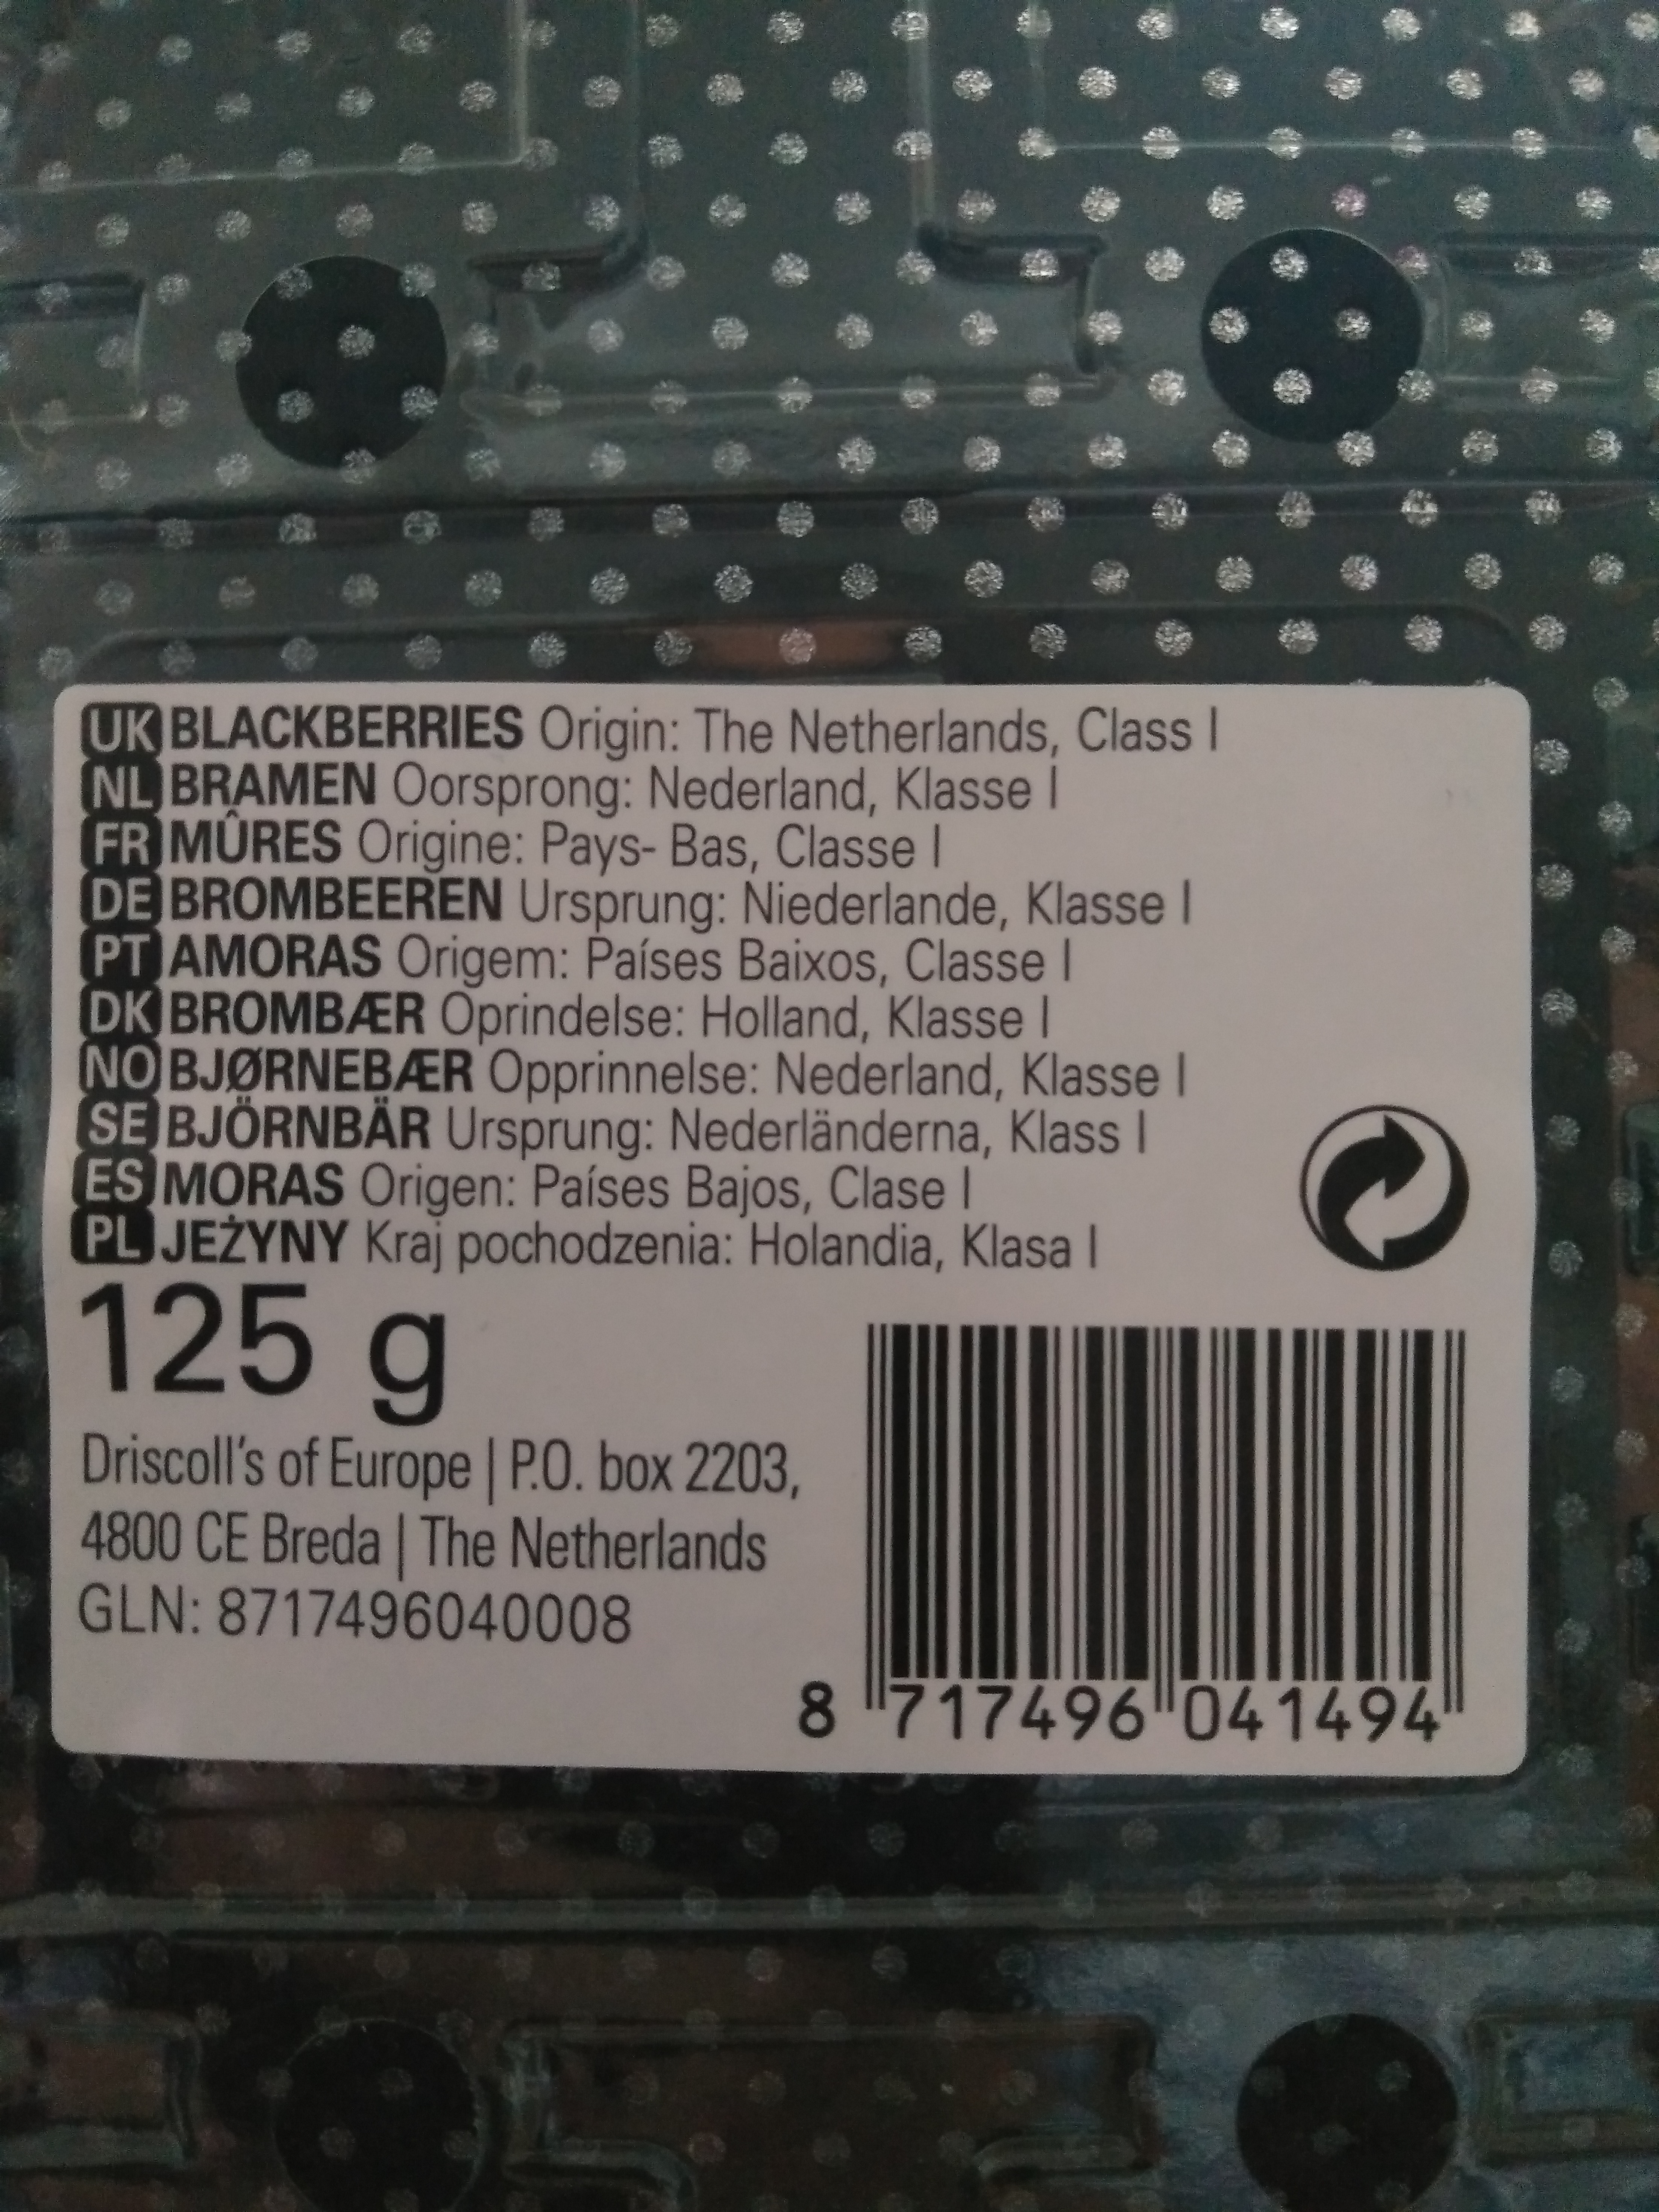 UK BLACKBERRIES Origin: The Netherlands, Class I
NL BRAMEN Oorsprong: Nederland, Klasse I
FR MÛRES Origine: Pays- Bas, Classe I
DE BROMBEEREN Ursprung: Niederlande, Klasse I
PT AMORAS Origem: Países Baixos, Classe I
DK BROMBÆR Oprindelse: Holland, Klasse I
NO BJØRNEBÆR Opprinnelse: Nederland, Klasse I
SE BJÖRNBÄR Ursprung: Nederländerna, Klass I
ES MORAS Origen: Países Bajos, Clase I
PL JEŻYNY Kraj pochodzenia: Holandia, Klasa I
125 g
Driscoll's of Europe | P.O. box 2203,
4800 CE Breda | The Netherlands
GLN: 8717496040008
8 717496 041494